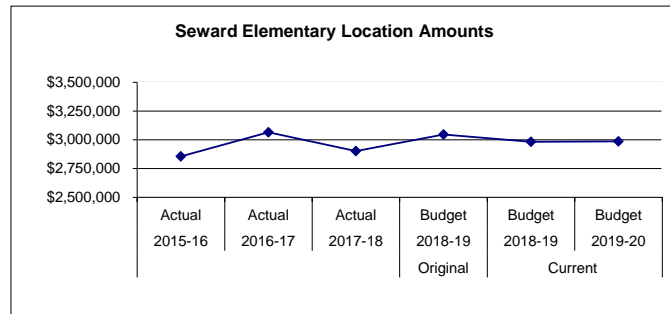 Seward Elementary Location Amounts
$3,500,000
$3,250,000
$3,000,000
$2,750,000
$2,500,000
Actual Actual Actual Budget Budget Budget
2015-16 2016-17 2017-18 2018-19 2018-19 2019-20
Original Current